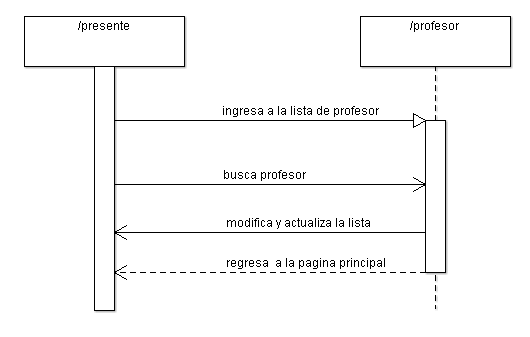 /presente
/profesor
ingresa a la lista de profesor
busca profesor
modifica y actualiza la lista
regresa  a la pagina principal